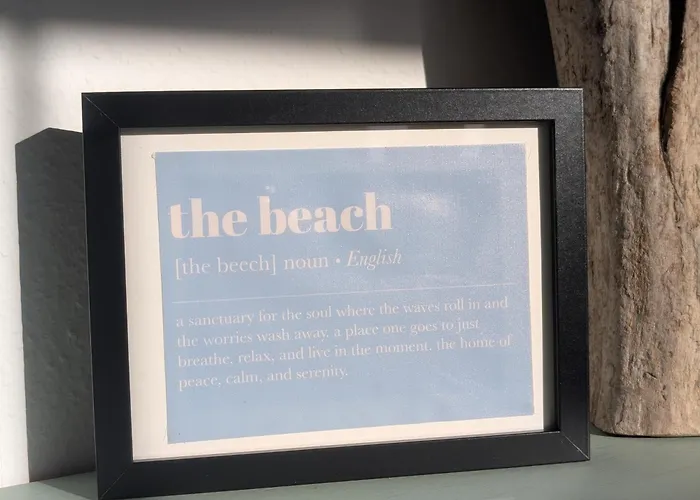 the beach
[the beech] noun • English
a sanctuary for the soul where the waves roll in and
the worries wash away. a place one goes to just
breathe, relax, and live in the moment. the home of
peace, calm, and serenity.